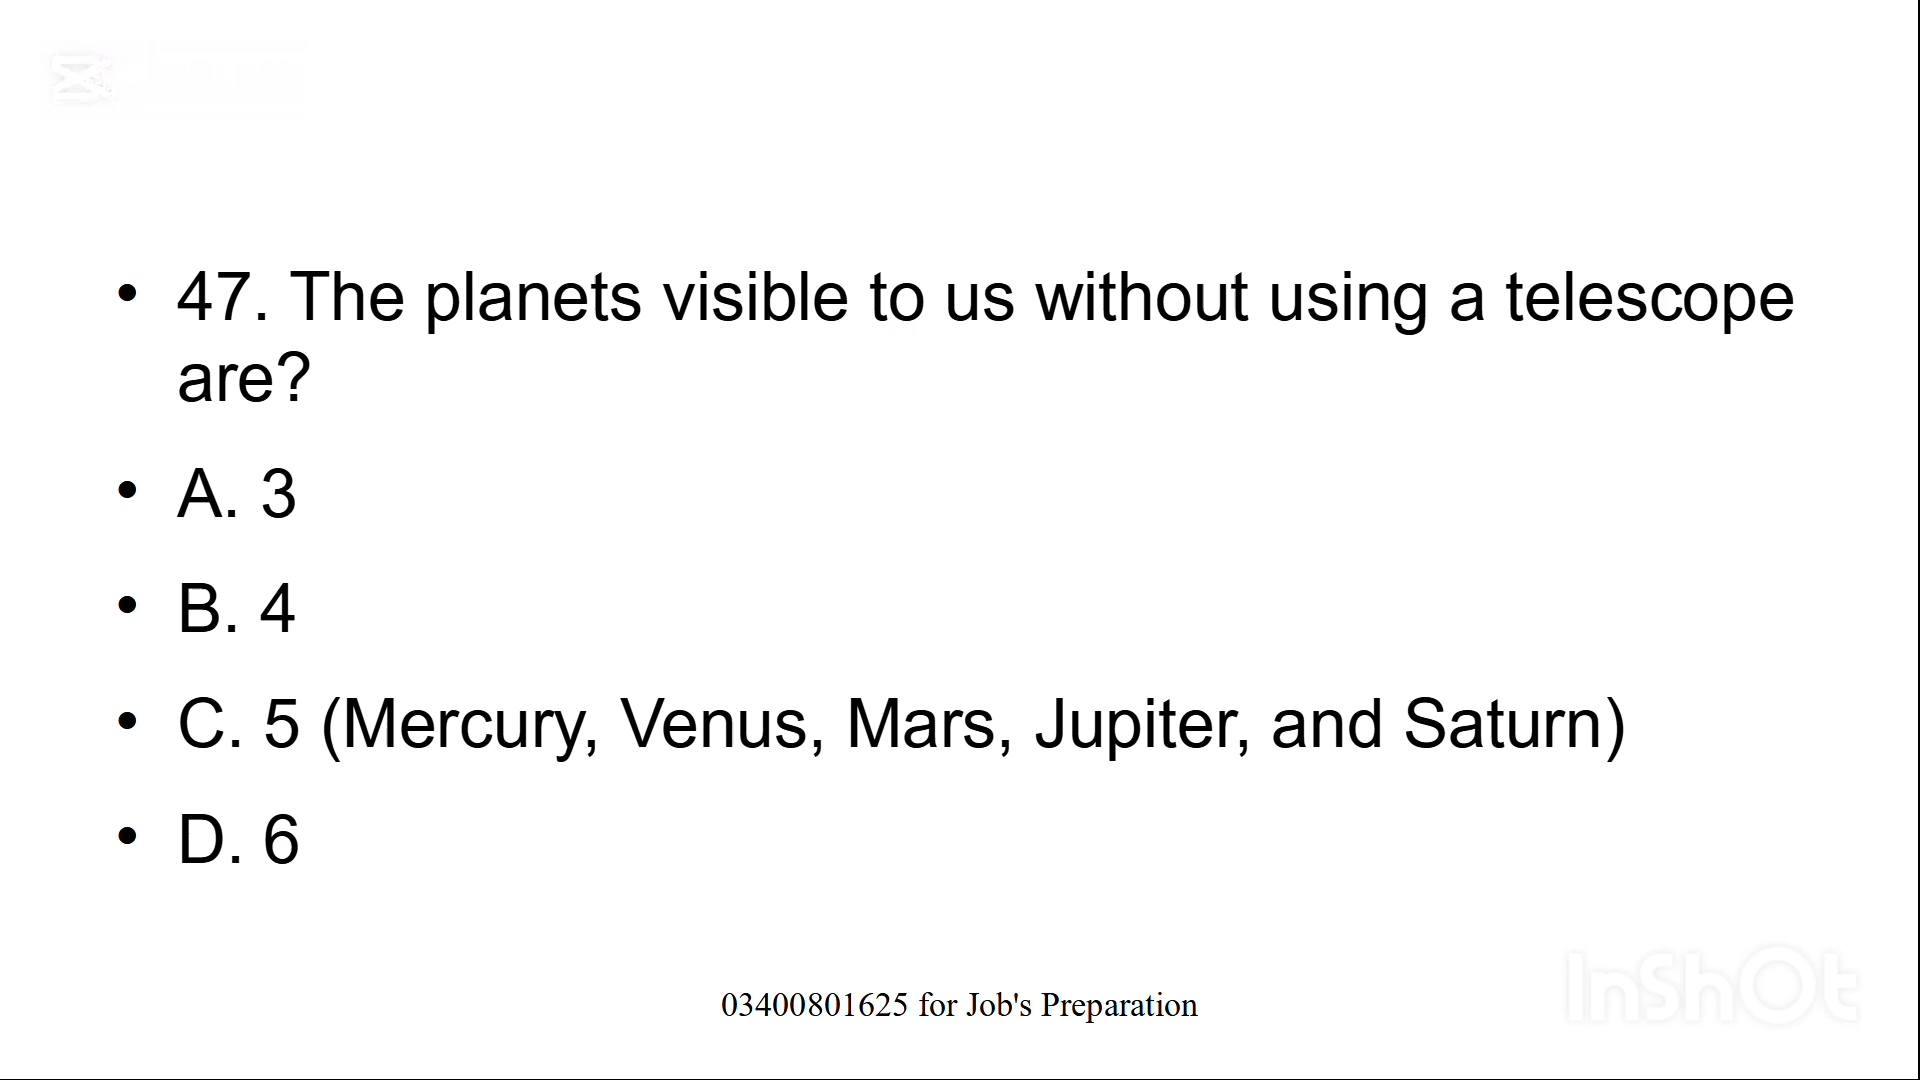 • 47. The planets visible to us without using a telescope
are?
• A. 3
• B. 4
• C. 5 (Mercury, Venus, Mars, Jupiter, and Saturn)
• D. 6
03400801625 for Job's Preparation
InShOt